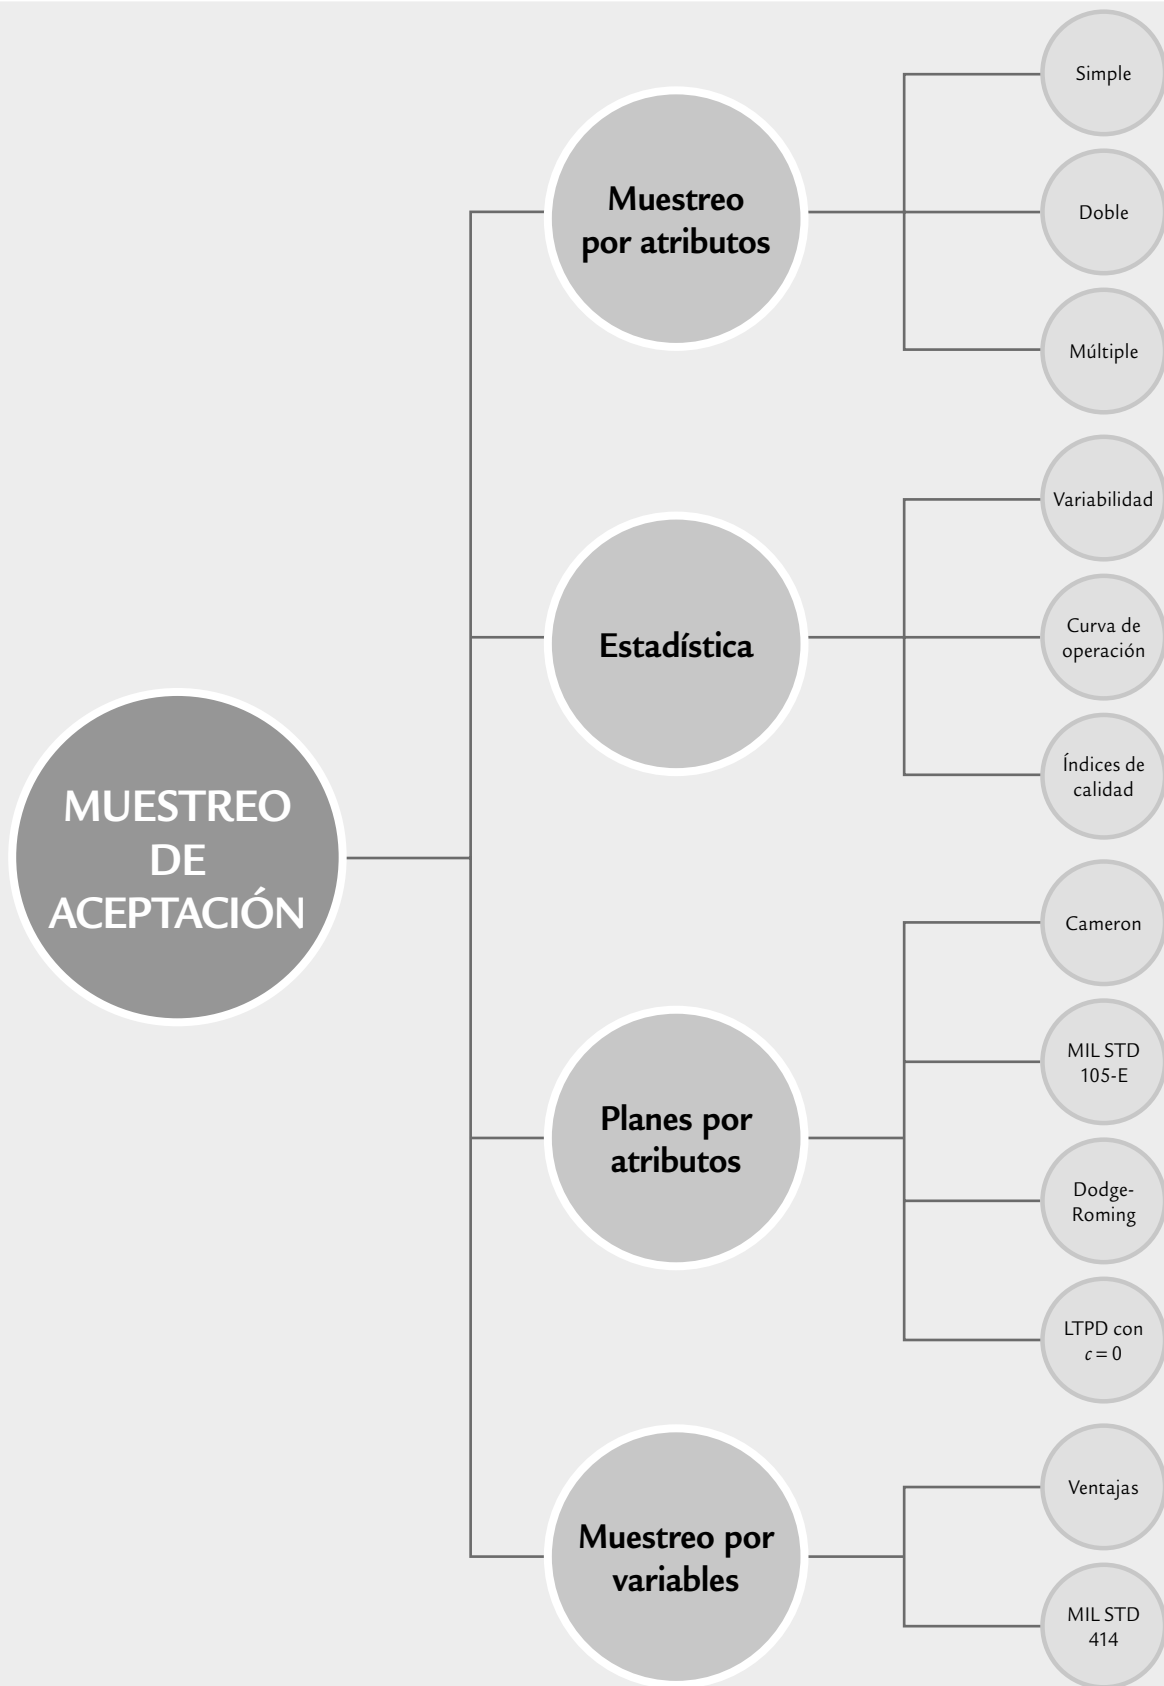 MUESTREO
DE
ACEPTACIÓN
Muestreo
por atributos
Simple
Doble
Múltiple
Estadística
Variabilidad
Curva de
operación
Índices de
calidad
Planes por
atributos
Cameron
MIL STD
105-E
Dodge-
Roming
LTPD con
c = 0
Muestreo por
variables
Ventajas
MIL STD
414